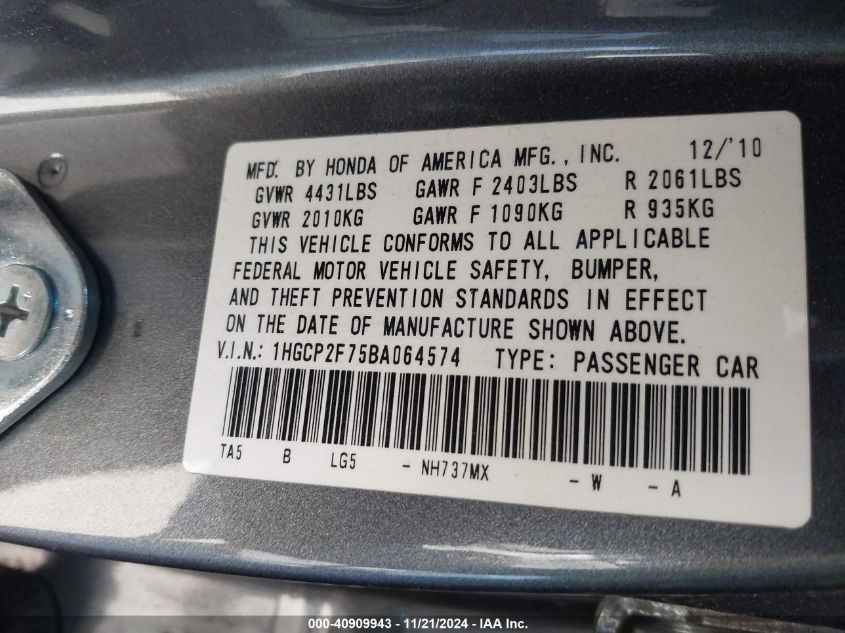 MFD. BY HONDA OF AMERICA MFG., INC. 12/'10
GVWR 4431LBS GAWR F 2403LBS R 2061LBS
GVWR 2010KG GAWR F 1090KG R 935KG
THIS VEHICLE CONFORMS TO ALL APPLICABLE
FEDERAL MOTOR VEHICLE SAFETY, BUMPER,
AND THEFT PREVENTION STANDARDS IN EFFECT
ON THE DATE OF MANUFACTURE SHOWN ABOVE.
V.I.N.: 1HGCP2F75BA064574 TYPE: PASSENGER CAR
TA5 B LG5 - NH737MX - W - A
000-40909943 - 11/21/2024 - IAA Inc.